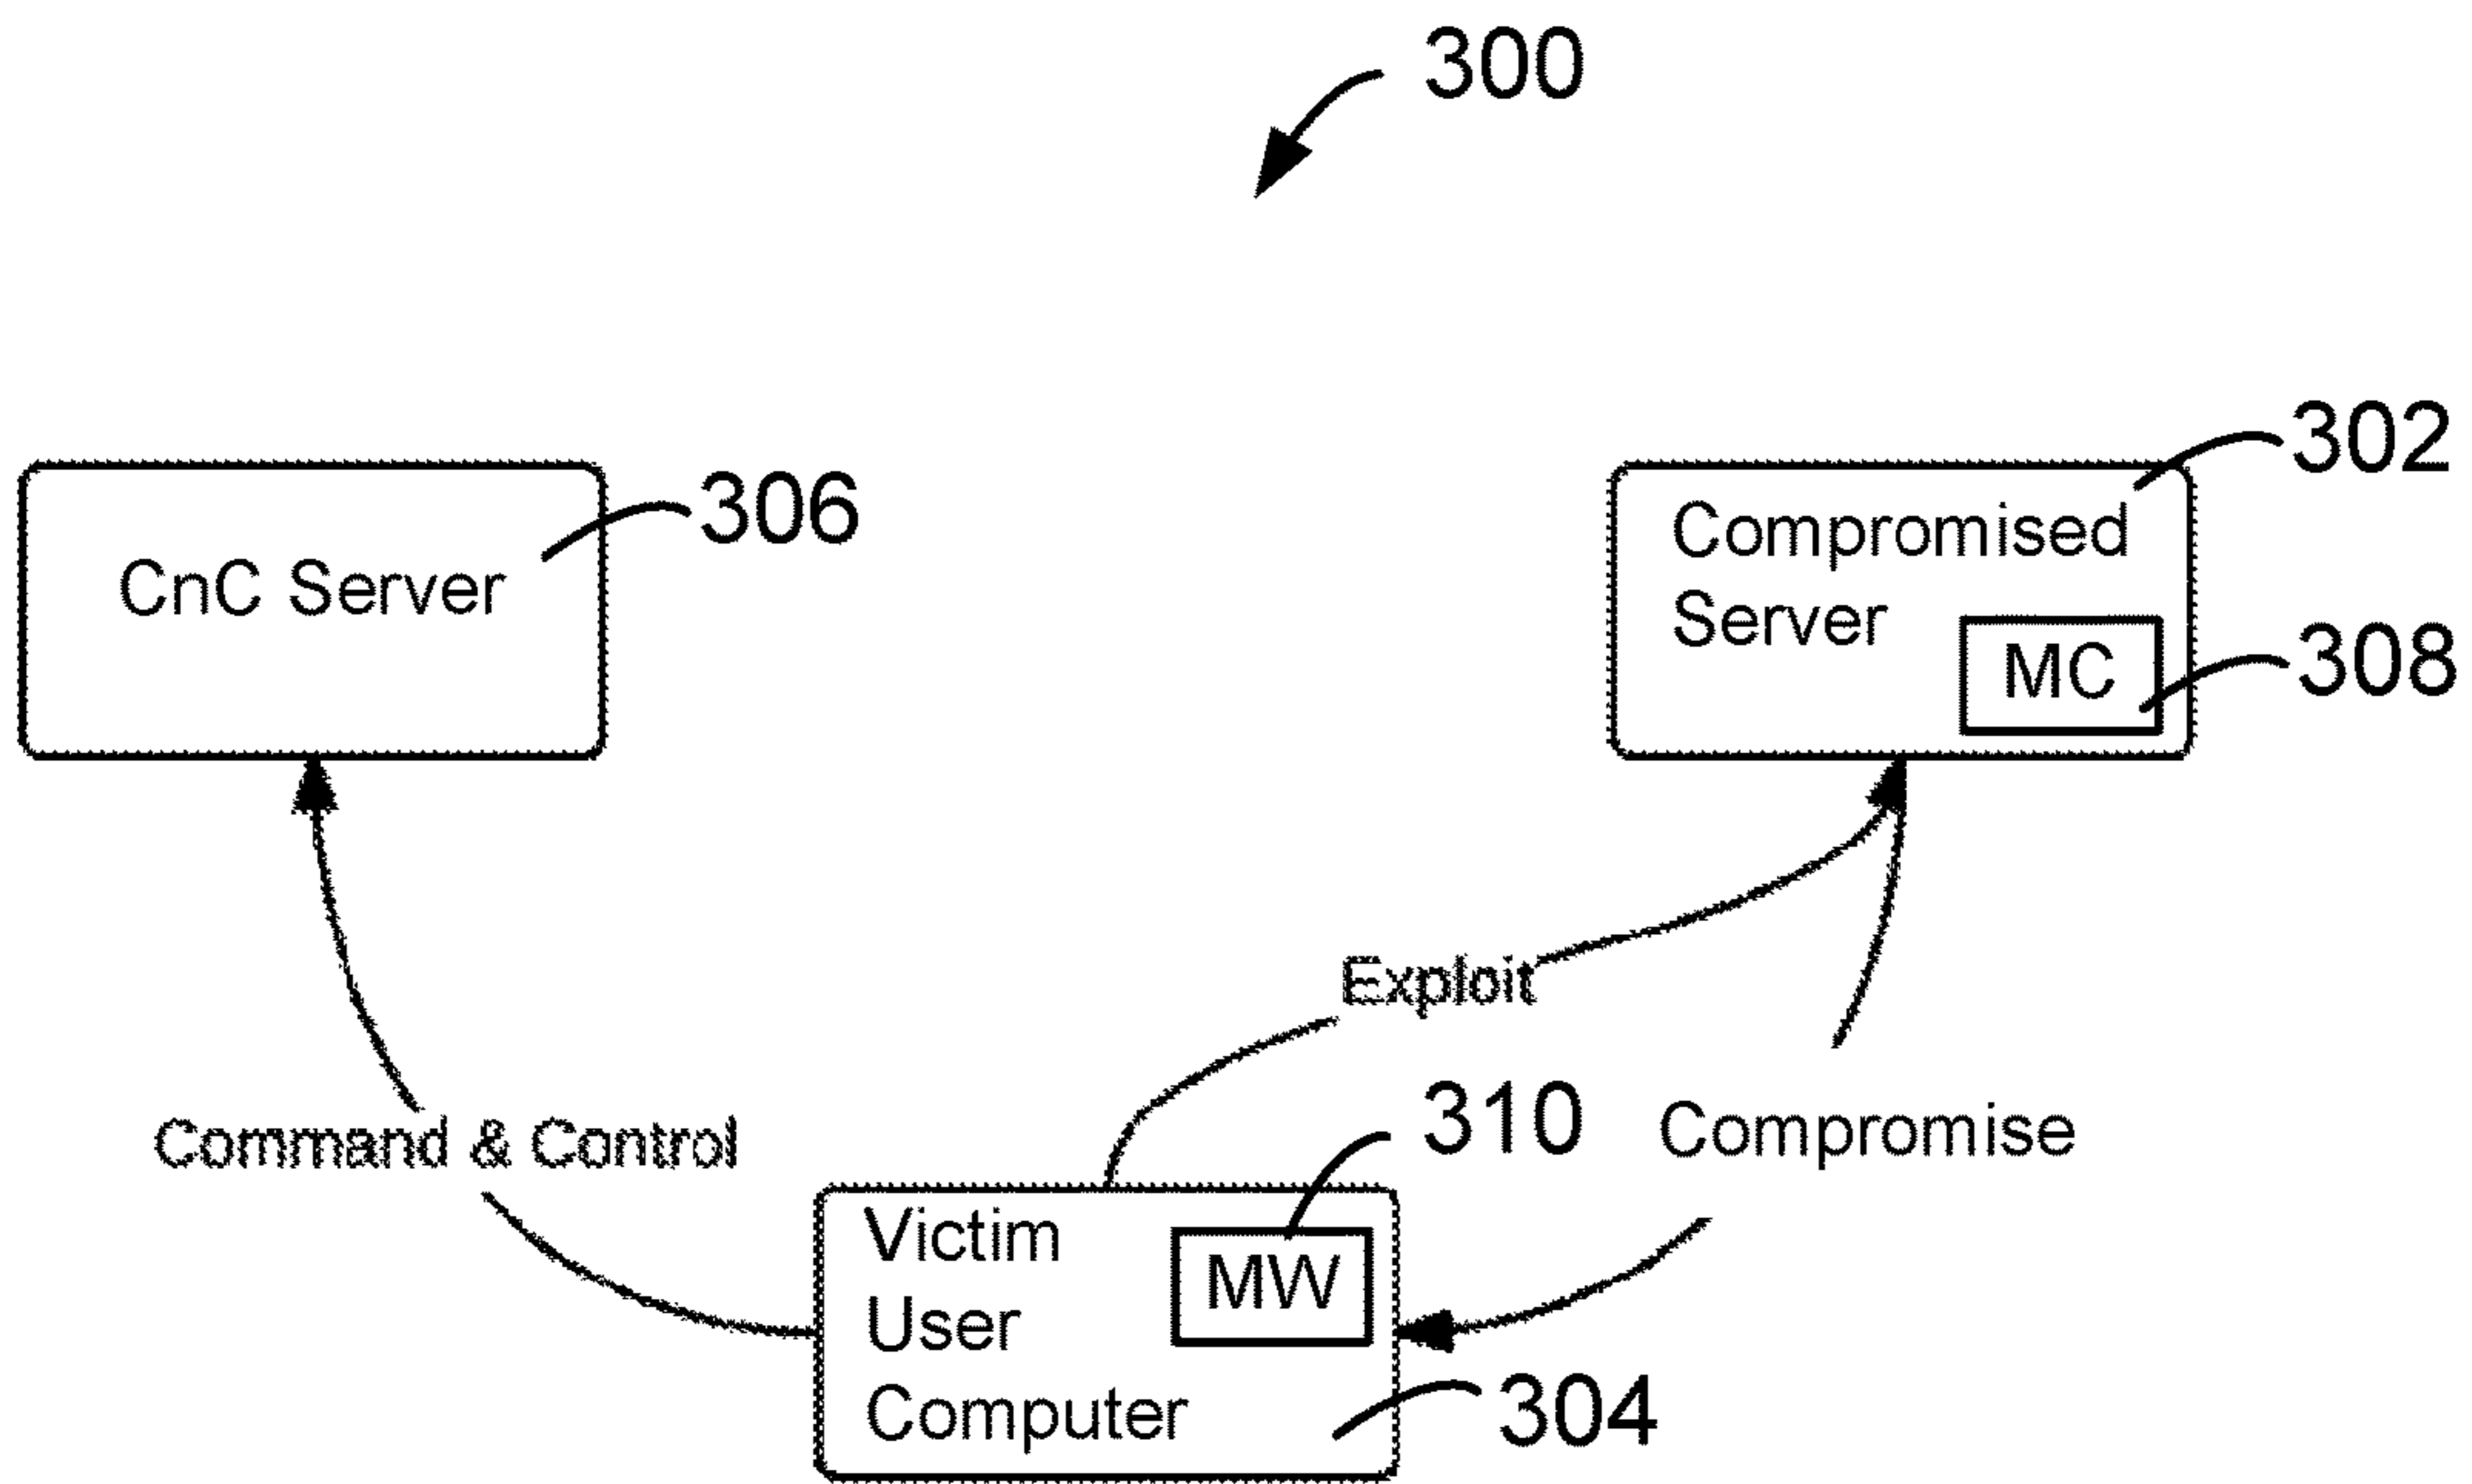 300
302
306
Compromised
CnC Server
Server
MC
308
Exploit
310
Command & Control
Compromise
Victim
MW
User
Computer
304